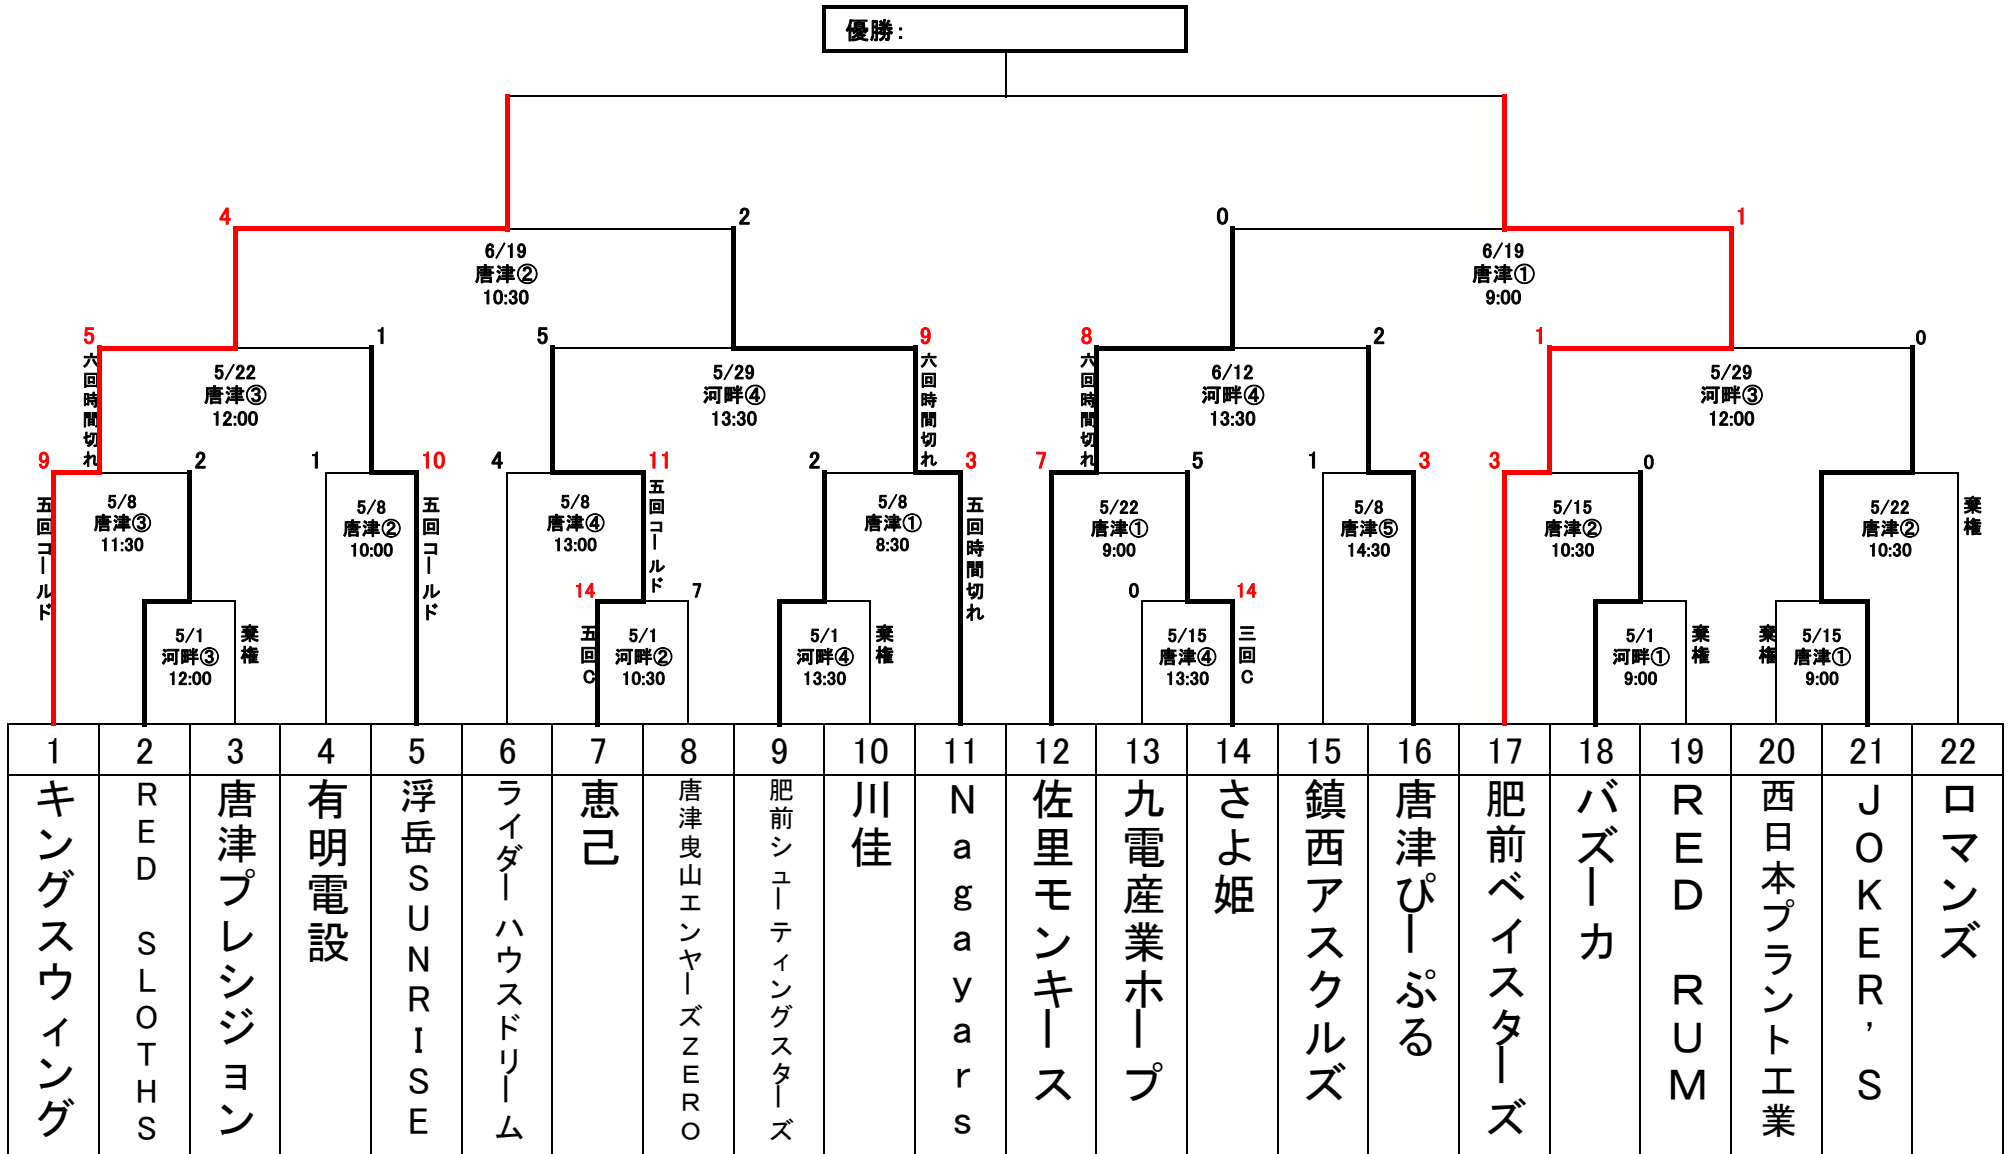 優勝：
4
2
0
1
6/19
唐津②
10:30
6/19
唐津①
9:00
5
六回時間切れ
1
5
9
六回時間切れ
8
六回時間切れ
2
1
0
5/22
唐津③
12:00
5/29
河畔④
13:30
6/12
河畔④
13:30
5/29
河畔③
12:00
9
五回コールド
2
1
10
五回コールド
4
11
五回コールド
2
3
五回時間切れ
7
5
1
3
3
0
棄権
5/8
唐津③
11:30
5/8
唐津②
10:00
5/8
唐津④
13:00
5/8
唐津①
8:30
5/22
唐津①
9:00
5/8
唐津⑤
14:30
5/15
唐津②
10:30
5/22
唐津②
10:30
14
五回C
7
0
14
三回C
5/1
河畔③
12:00
棄権
5/1
河畔②
10:30
5/1
河畔④
13:30
棄権
5/15
唐津④
13:30
5/1
河畔①
9:00
棄権
棄権
5/15
唐津①
9:00
1 2 3 4 5 6 7 8 9 10 11 12 13 14 15 16 17 18 19 20 21 22
キングスウィング
RED SLOTHS
唐津プレシジョン
有明電設
浮岳SUNRISE
ライダーハウスドリーム
恵己
唐津曳山エンヤーズZERO
肥前シューティングスターズ
川佳
Nagayars
佐里モンキース
九電産業ホープ
さよ姫
鎮西アスクルズ
唐津ぴーぷる
肥前ベイスターズ
バズーカ
RED RUM
西日本プラント工業
JOKER’S
ロマンズ